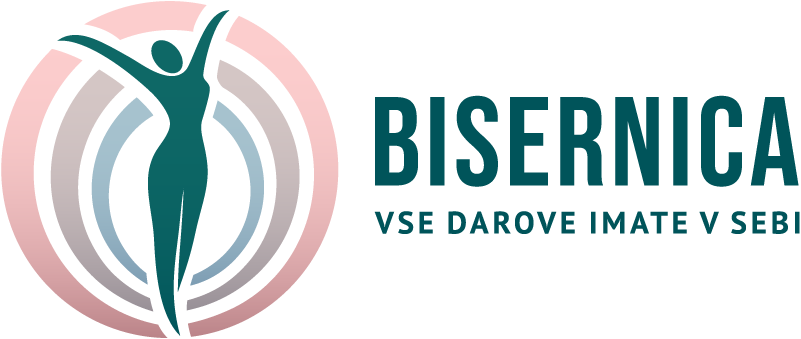 BISERNICA
VSE DAROVE IMATE V SEBI